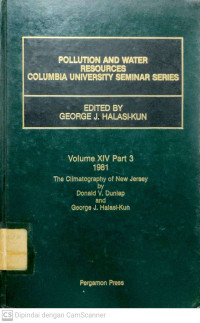 POLLUTION AND WATER
RESOURCES
COLUMBIA UNIVERSITY SEMINAR SERIES
EDITED BY
GEORGE J. HALASI-KUN
Volume XIV Part 3
1981
The Climatography of New Jersey
by
Donald V. Dunlap
and
George J. Halasi-Kun
Pergamon Press
CS Dipindai dengan CamScanner